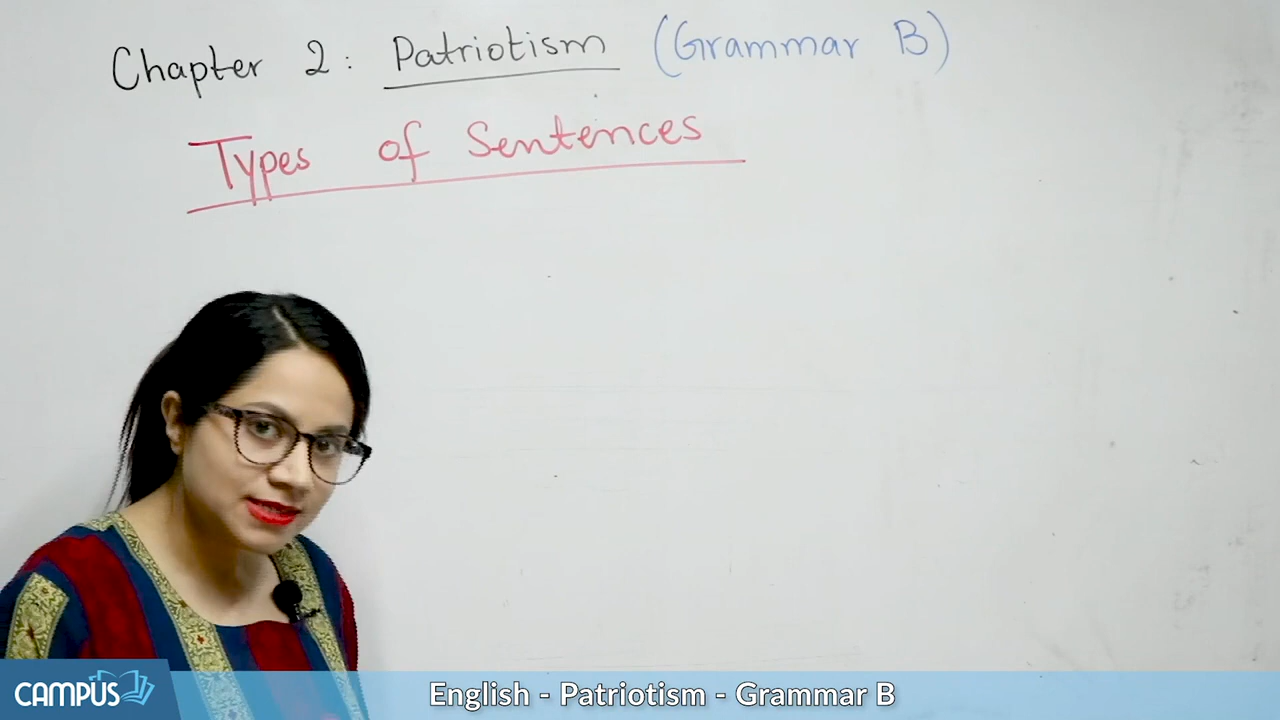 Chapter 2: Patriotism (Grammar B)
Types of Sentences
CAMPUS
English - Patriotism - Grammar B